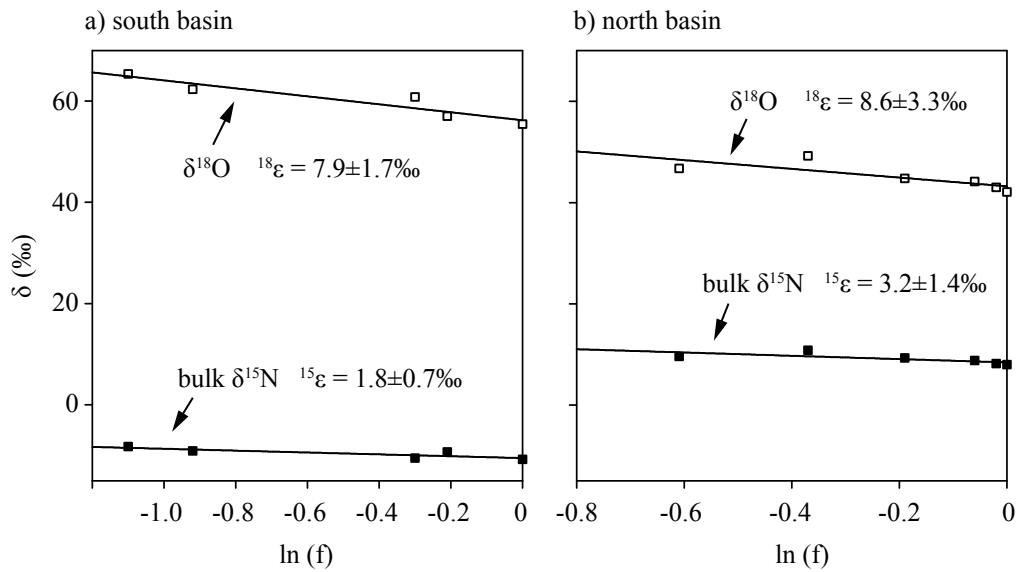 a) south basin
b) north basin
δ (‰)
60
40
20
0
δ¹⁸O ¹⁸ε = 7.9±1.7‰
bulk δ¹⁵N ¹⁵ε = 1.8±0.7‰
-1.0 -0.8 -0.6 -0.4 -0.2 0
ln (f)
δ¹⁸O ¹⁸ε = 8.6±3.3‰
bulk δ¹⁵N ¹⁵ε = 3.2±1.4‰
-0.8 -0.6 -0.4 -0.2 0
ln (f)